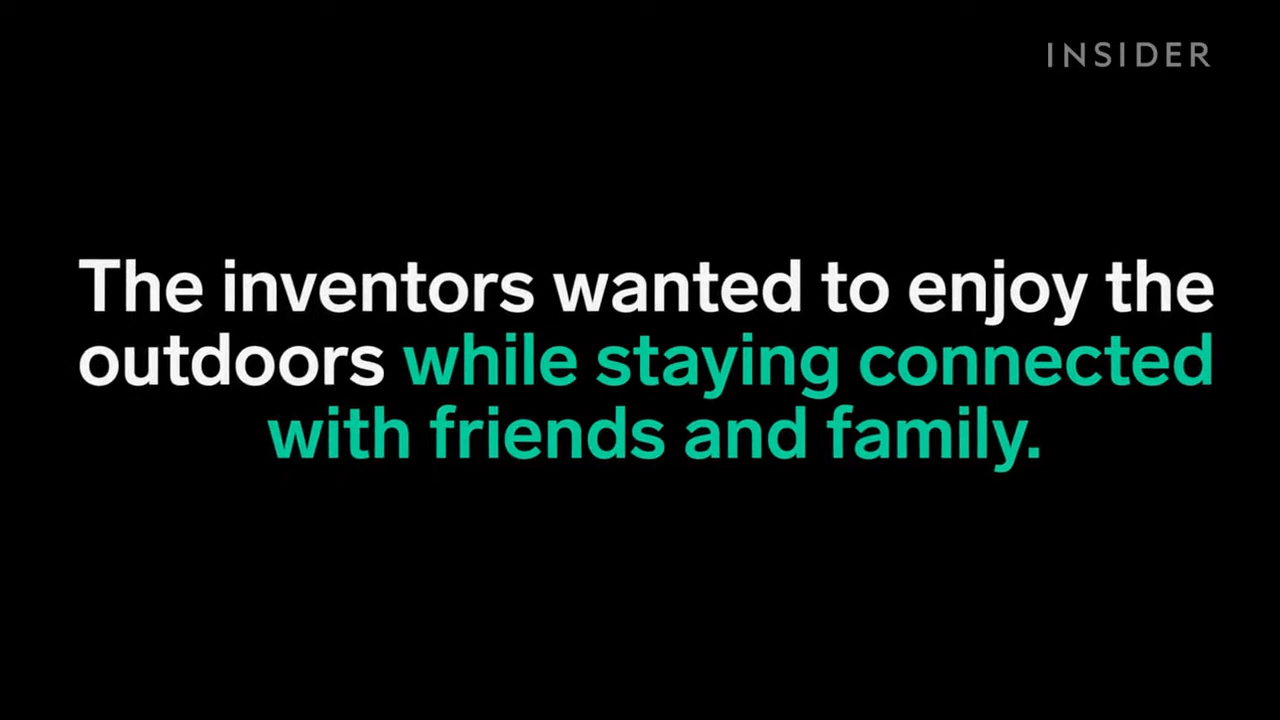 INSIDER
The inventors wanted to enjoy the
outdoors while staying connected
with friends and family.